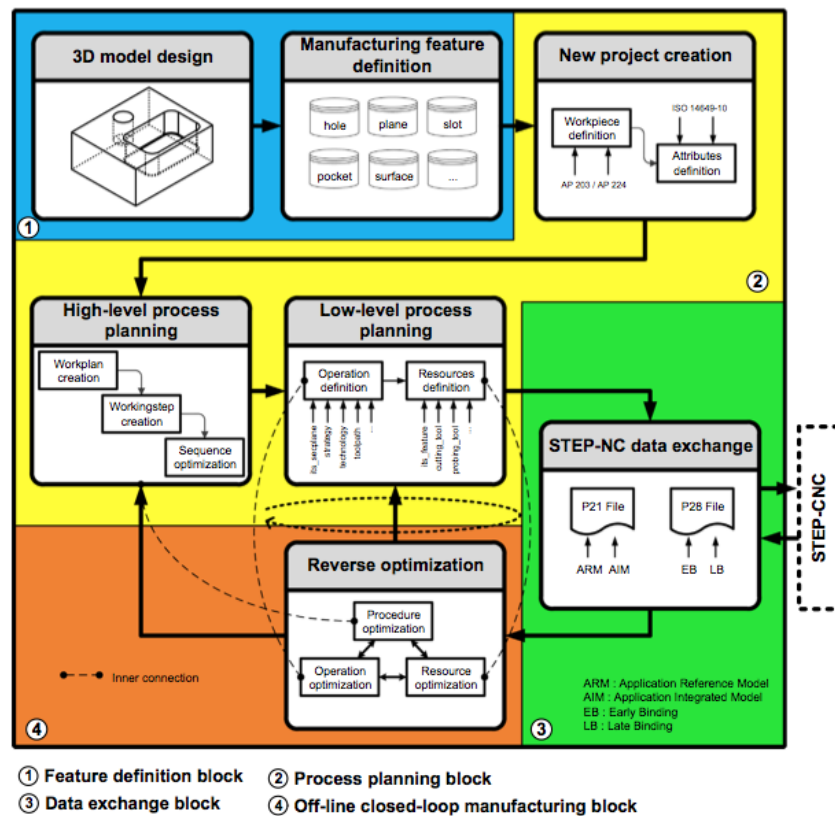 3D model design
Manufacturing feature
definition
hole
plane
slot
pocket
surface
...
New project creation
ISO 14649-10
Workpiece
definition
Attributes
definition
AP 203 / AP 224
①
②
High-level process
planning
Workplan
creation
Workingstep
creation
Sequence
optimization
Low-level process
planning
Operation
definition
Resources
definition
its_secplane
strategy
technology
toolpath
...
its_feature
cutting_tool
probing_tool
...
STEP-NC data exchange
P21 File
P28 File
ARM
AIM
EB
LB
STEP-CNC
Reverse optimization
Procedure
optimization
Operation
optimization
Resource
optimization
Inner connection
ARM : Application Reference Model
AIM : Application Integrated Model
EB : Early Binding
LB : Late Binding
④
③
① Feature definition block
② Process planning block
③ Data exchange block
④ Off-line closed-loop manufacturing block